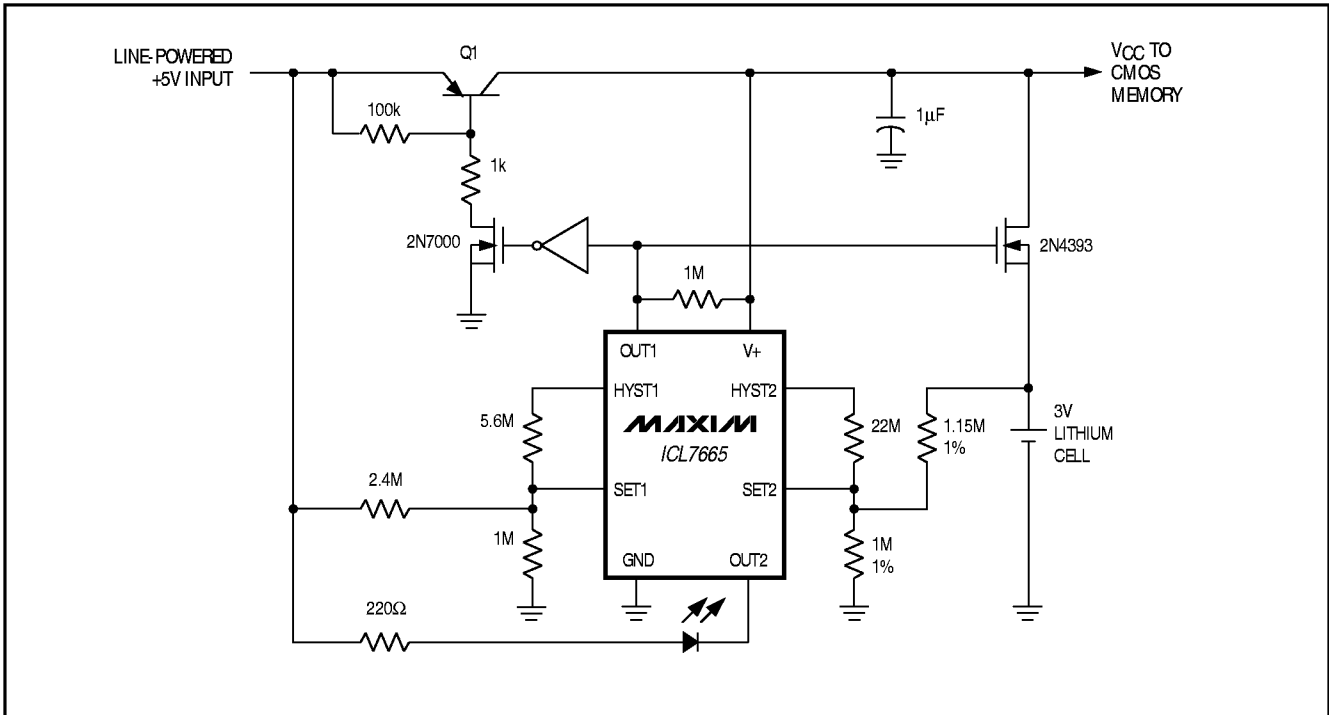 LINE-POWERED
+5V INPUT
Q1
VCC TO
CMOS
MEMORY
100k
1µF
1k
2N7000
2N4393
1M
OUT1
V+
HYST1
HYST2
5.6M
MAXIM
ICL7665
22M
1.15M
1%
3V
LITHIUM
CELL
2.4M
SET1
SET2
1M
1M
1%
GND
OUT2
220Ω